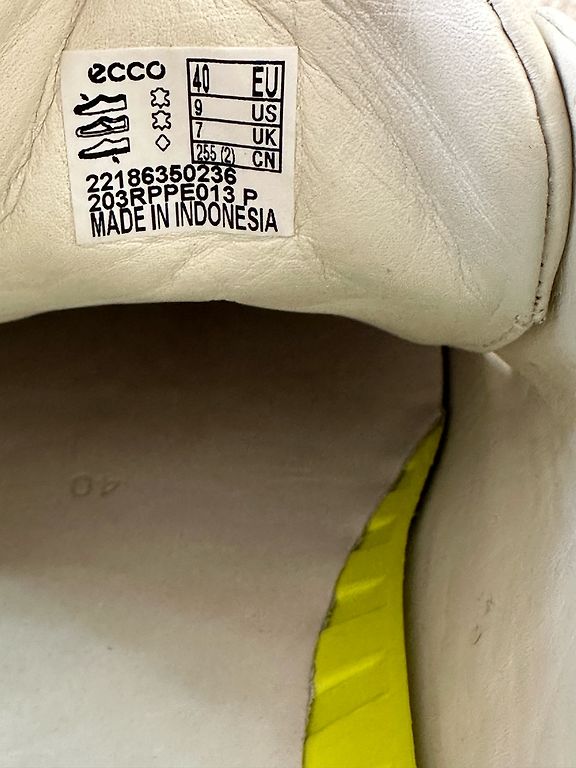 ecco
40 EU
9 US
7 UK
255 (2) CN
22186350236
203RPPE013 P
MADE IN INDONESIA
40